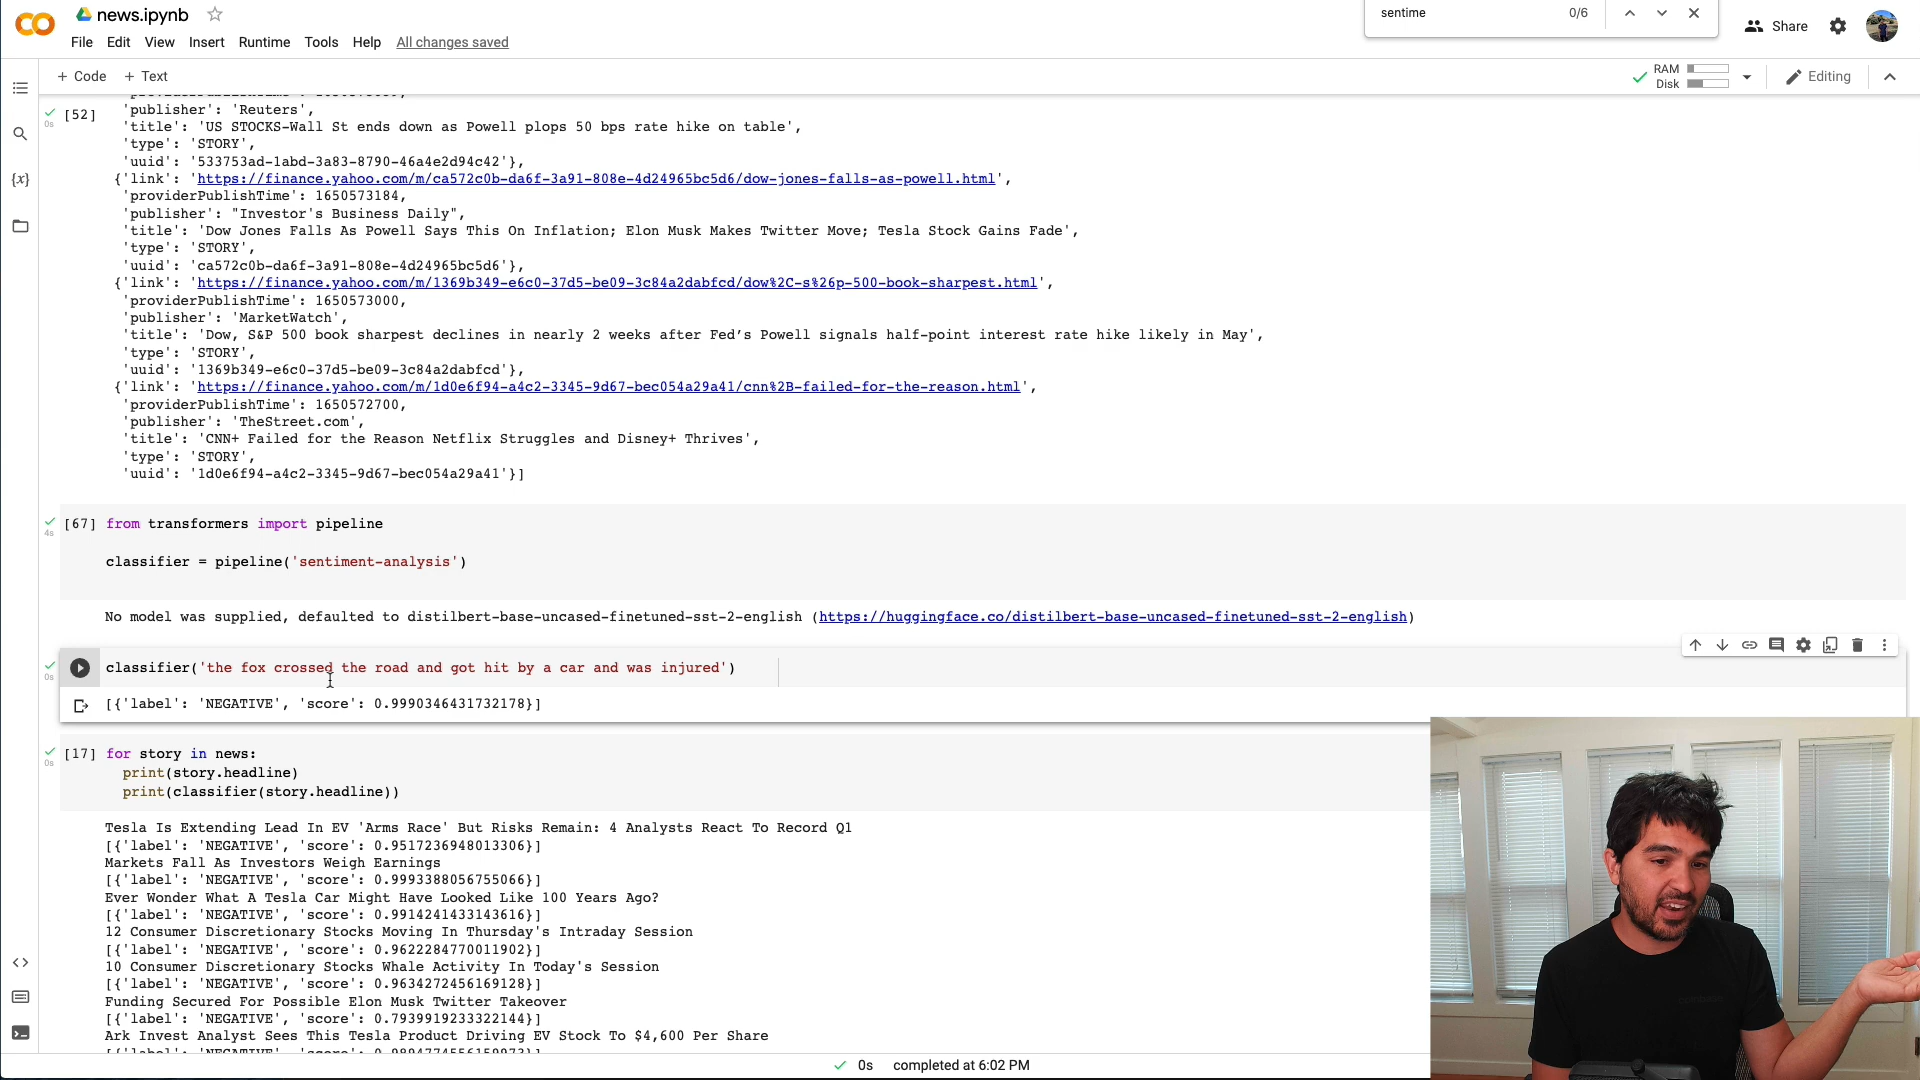 news.ipynb
sentime
0/6
Share
File Edit View Insert Runtime Tools Help All changes saved
+ Code + Text
RAM
Disk
Editing
[52]
0s
'publisher': 'Reuters',
'title': 'US STOCKS-Wall St ends down as Powell plops 50 bps rate hike on table',
'type': 'STORY',
'uuid': '533753ad-1abd-3a83-8790-46a4e2d94c42'},
{'link': 'https://finance.yahoo.com/m/ca572c0b-da6f-3a91-808e-4d24965bc5d6/dow-jones-falls-as-powell.html',
'providerPublishTime': 1650573184,
'publisher': "Investor's Business Daily",
'title': 'Dow Jones Falls As Powell Says This On Inflation; Elon Musk Makes Twitter Move; Tesla Stock Gains Fade',
'type': 'STORY',
'uuid': 'ca572c0b-da6f-3a91-808e-4d24965bc5d6'},
{'link': 'https://finance.yahoo.com/m/1369b349-e6c0-37d5-be09-3c84a2dabfcd/dow%2C-s%26p-500-book-sharpest.html',
'providerPublishTime': 1650573000,
'publisher': 'MarketWatch',
'title': 'Dow, S&P 500 book sharpest declines in nearly 2 weeks after Fed’s Powell signals half-point interest rate hike likely in May',
'type': 'STORY',
'uuid': '1369b349-e6c0-37d5-be09-3c84a2dabfcd'},
{'link': 'https://finance.yahoo.com/m/1d0e6f94-a4c2-3345-9d67-bec054a29a41/cnn%2B-failed-for-the-reason.html',
'providerPublishTime': 1650572700,
'publisher': 'TheStreet.com',
'title': 'CNN+ Failed for the Reason Netflix Struggles and Disney+ Thrives',
'type': 'STORY',
'uuid': '1d0e6f94-a4c2-3345-9d67-bec054a29a41'}]
[67] from transformers import pipeline
4s
classifier = pipeline('sentiment-analysis')
No model was supplied, defaulted to distilbert-base-uncased-finetuned-sst-2-english (https://huggingface.co/distilbert-base-uncased-finetuned-sst-2-english)
classifier('the fox crossed the road and got hit by a car and was injured')
0s
[{'label': 'NEGATIVE', 'score': 0.9990346431732178}]
[17] for story in news:
0s
print(story.headline)
print(classifier(story.headline))
Tesla Is Extending Lead In EV 'Arms Race' But Risks Remain: 4 Analysts React To Record Q1
[{'label': 'NEGATIVE', 'score': 0.9517236948013306}]
Markets Fall As Investors Weigh Earnings
[{'label': 'NEGATIVE', 'score': 0.9993388056755066}]
Ever Wonder What A Tesla Car Might Have Looked Like 100 Years Ago?
[{'label': 'NEGATIVE', 'score': 0.9914241433143616}]
12 Consumer Discretionary Stocks Moving In Thursday's Intraday Session
[{'label': 'NEGATIVE', 'score': 0.9622284770011902}]
10 Consumer Discretionary Stocks Whale Activity In Today's Session
[{'label': 'NEGATIVE', 'score': 0.9634272456169128}]
Funding Secured For Possible Elon Musk Twitter Takeover
[{'label': 'NEGATIVE', 'score': 0.7939919233322144}]
Ark Invest Analyst Sees This Tesla Product Driving EV Stock To $4,600 Per Share
0s completed at 6:02 PM